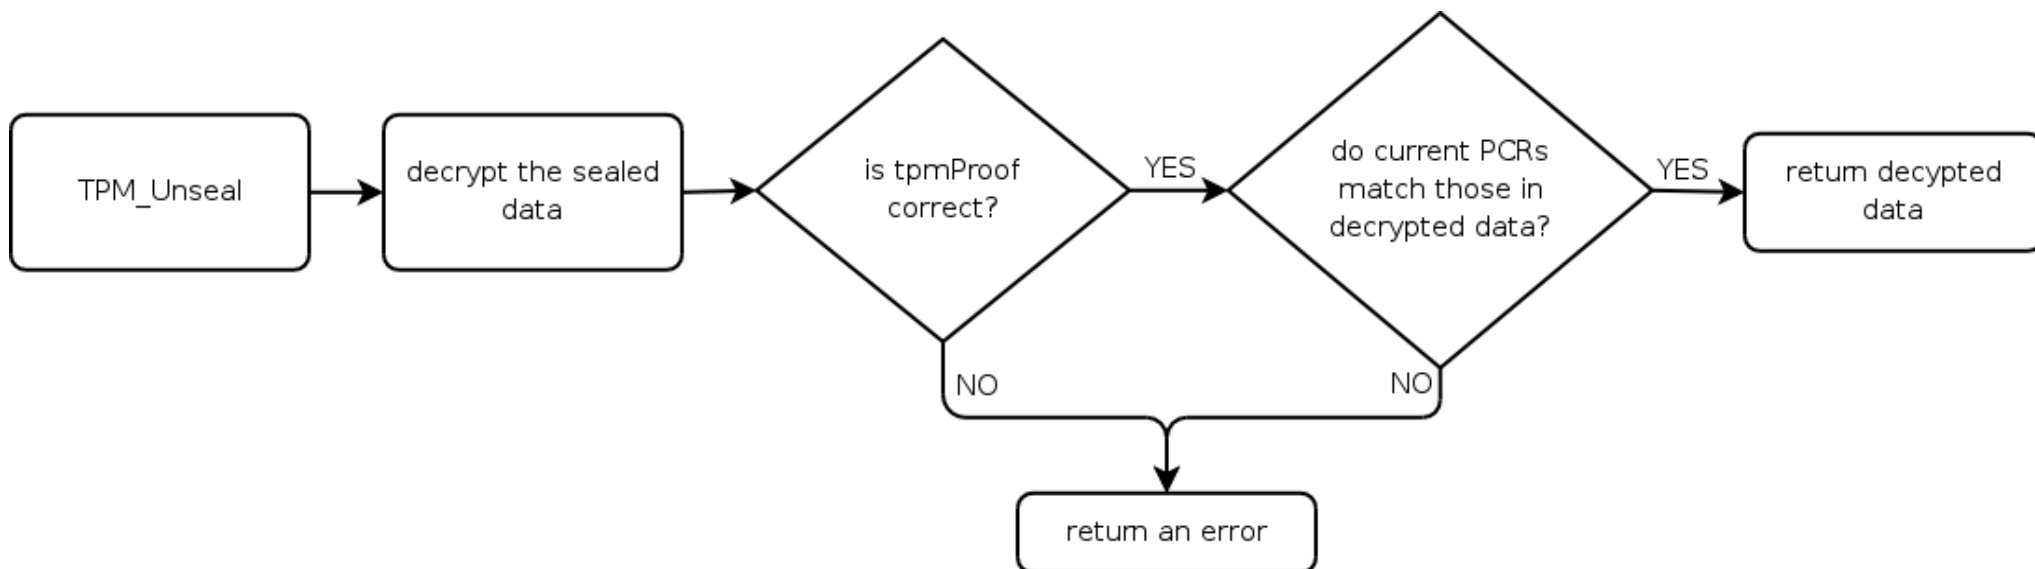 TPM_Unseal
decrypt the sealed
data
is tpmProof
correct?
YES
do current PCRs
match those in
decrypted data?
YES
return decypted
data
NO
NO
return an error